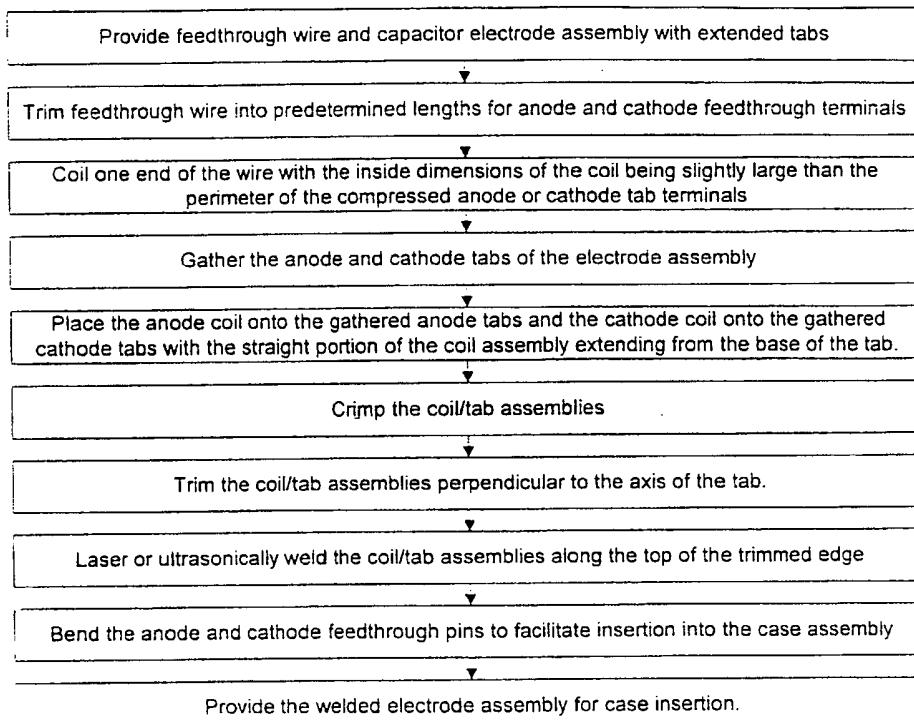 Provide feedthrough wire and capacitor electrode assembly with extended tabs
Trim feedthrough wire into predetermined lengths for anode and cathode feedthrough terminals
Coil one end of the wire with the inside dimensions of the coil being slightly large than the
perimeter of the compressed anode or cathode tab terminals
Gather the anode and cathode tabs of the electrode assembly
Place the anode coil onto the gathered anode tabs and the cathode coil onto the gathered
cathode tabs with the straight portion of the coil assembly extending from the base of the tab.
Crimp the coil/tab assemblies
Trim the coil/tab assemblies perpendicular to the axis of the tab.
Laser or ultrasonically weld the coil/tab assemblies along the top of the trimmed edge
Bend the anode and cathode feedthrough pins to facilitate insertion into the case assembly
Provide the welded electrode assembly for case insertion.